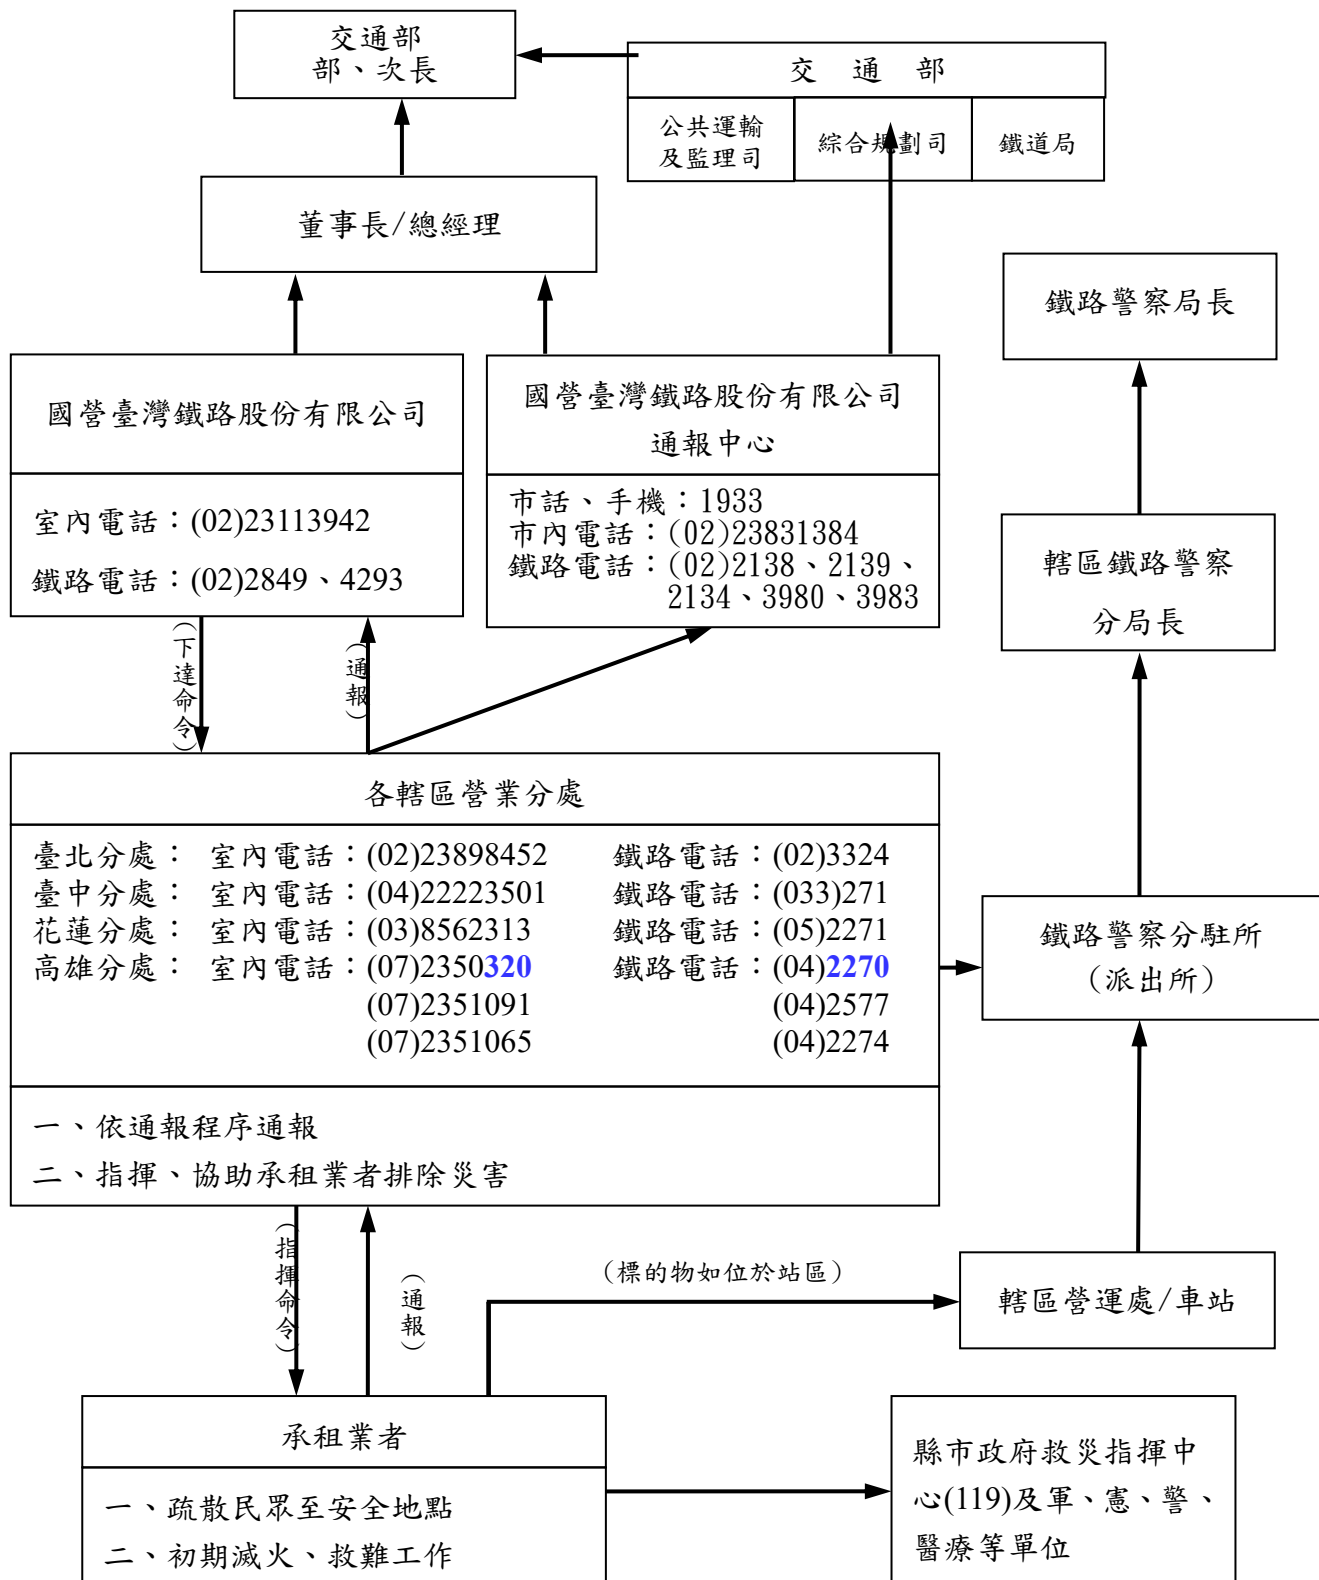 交通部
部、次長
交通部
公共運輸
及監理司
綜合規劃司
鐵道局
董事長/總經理
鐵路警察局長
國營臺灣鐵路股份有限公司
室內電話：(02)23113942
鐵路電話：(02)2849、4293
國營臺灣鐵路股份有限公司
通報中心
市話、手機：1933
市內電話：(02)23831384
鐵路電話：(02)2138、2139、
2134、3980、3983
轄區鐵路警察
分局長
（下達命令）
（通報）
各轄區營業分處
臺北分處： 室內電話：(02)23898452 鐵路電話：(02)3324
臺中分處： 室內電話：(04)22223501 鐵路電話：(033)271
花蓮分處： 室內電話：(03)8562313 鐵路電話：(05)2271
高雄分處： 室內電話：(07)2350320 鐵路電話：(04)2270
(07)2351091 (04)2577
(07)2351065 (04)2274
一、依通報程序通報
二、指揮、協助承租業者排除災害
鐵路警察分駐所
（派出所）
（指揮命令）
（通報）
（標的物如位於站區）
轄區營運處/車站
承租業者
一、疏散民眾至安全地點
二、初期滅火、救難工作
縣市政府救災指揮中
心(119)及軍、憲、警、
醫療等單位